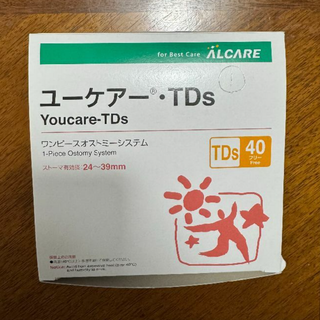 for Best Care ALCARE
ユーケアー®・TDs
Youcare-TDs
ワンピースオストミーシステム
1-Piece Ostomy System
ストーマ有効径 24〜39mm
TDs 40
フリー
Free